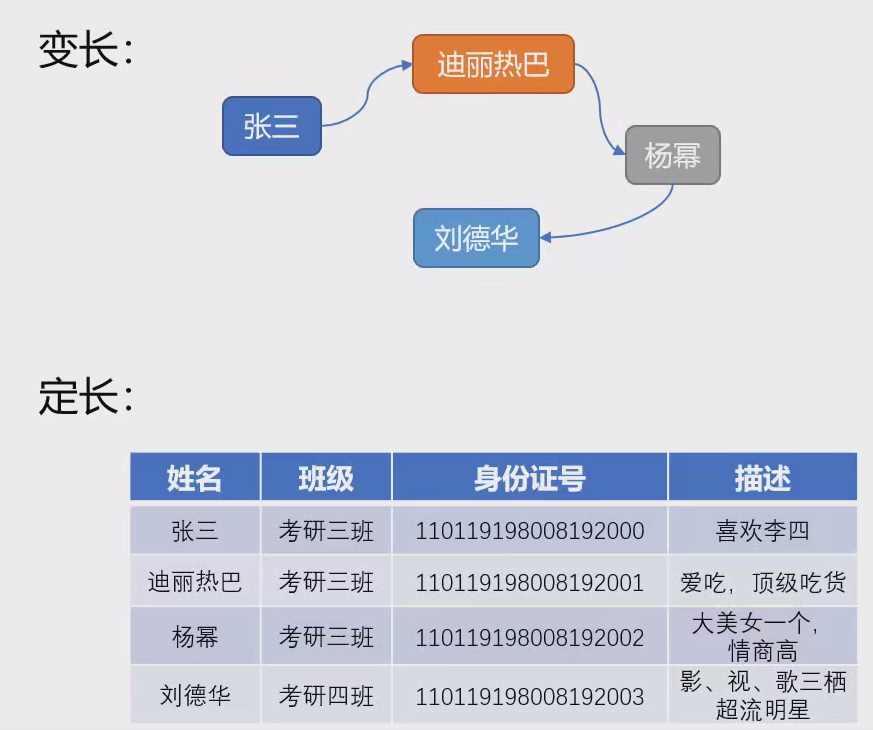 变长：
迪丽热巴
张三
杨幂
刘德华
定长：
姓名 班级 身份证号 描述
张三 考研三班 110119198008192000 喜欢李四
迪丽热巴 考研三班 110119198008192001 爱吃，顶级吃货
杨幂 考研三班 110119198008192002 大美女一个，
情商高
刘德华 考研四班 110119198008192003 影、视、歌三栖
超流明星